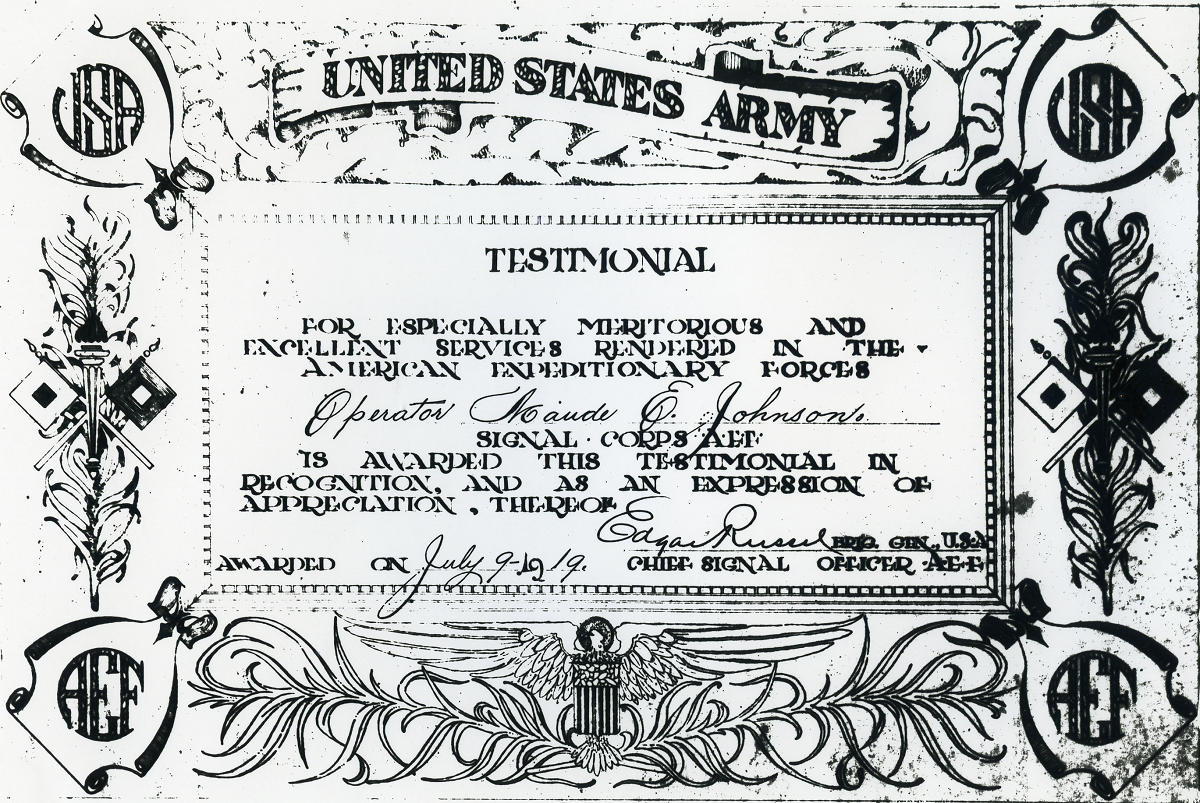 USA
UNITED STATES ARMY
USA
TESTIMONIAL
FOR ESPECIALLY MERITORIOUS AND
EXCELLENT SERVICES RENDERED IN THE
AMERICAN EXPEDITIONARY FORCES
Operator Maude E. Johnson.
SIGNAL · CORPS A.E.F
IS AWARDED THIS TESTIMONIAL IN
RECOGNITION, AND AS AN EXPRESSION OF
APPRECIATION, THEREOF
Edgar Russel BRIG. GEN., U.S.A
AWARDED ON July 9-1919. CHIEF SIGNAL OFFICER A.E.F
AEF
AEF